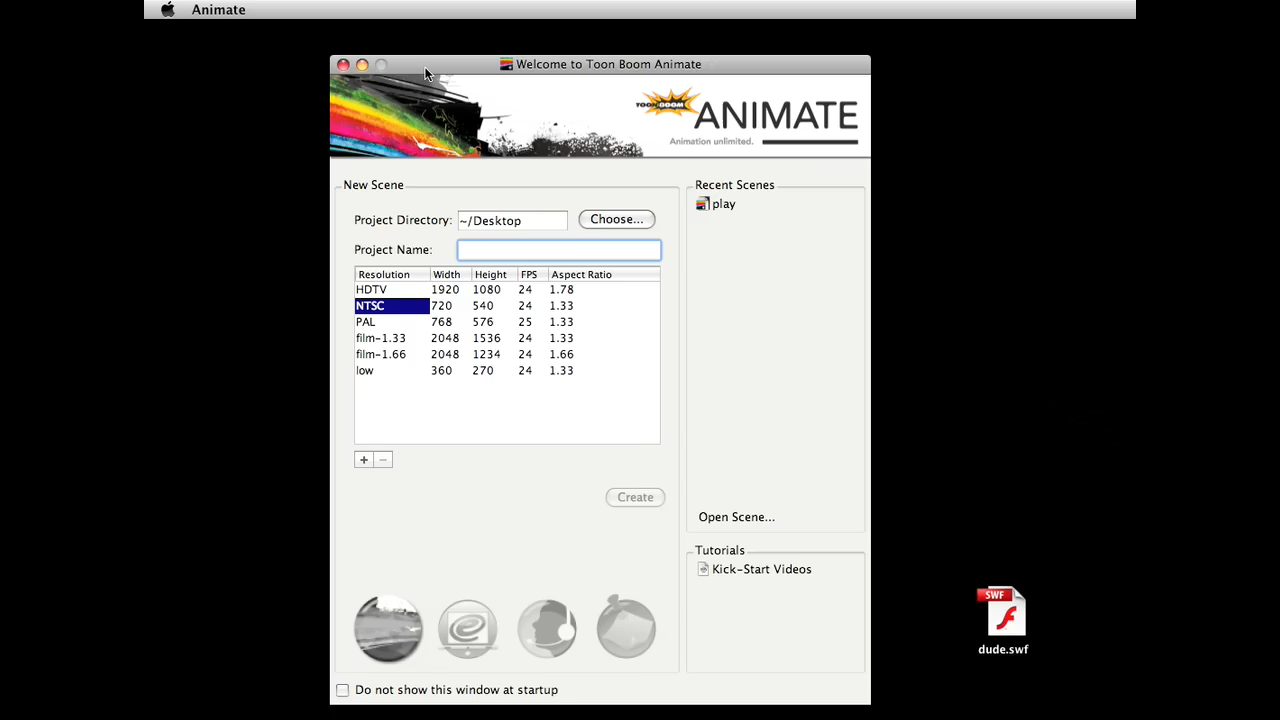 Animate
Welcome to Toon Boom Animate
TOON BOOM ANIMATE
Animation unlimited.
New Scene
Project Directory: ~/Desktop Choose...
Project Name:
Resolution Width Height FPS Aspect Ratio
HDTV 1920 1080 24 1.78
NTSC 720 540 24 1.33
PAL 768 576 25 1.33
film-1.33 2048 1536 24 1.33
film-1.66 2048 1234 24 1.66
low 360 270 24 1.33
+ −
Create
Do not show this window at startup
Recent Scenes
play
Open Scene...
Tutorials
Kick-Start Videos
SWF
dude.swf